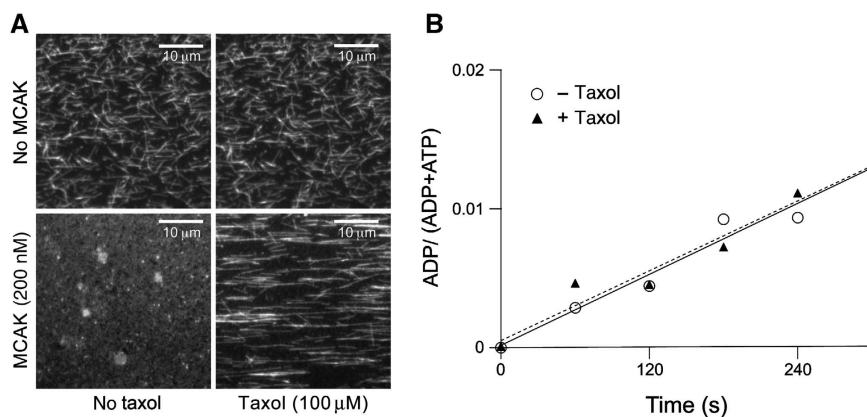 A
B
10 μm
10 μm
No MCAK
10 μm
10 μm
MCAK (200 nM)
No taxol
Taxol (100 μM)
0.02
– Taxol
+ Taxol
0.01
0
ADP/ (ADP+ATP)
0
120
240
Time (s)